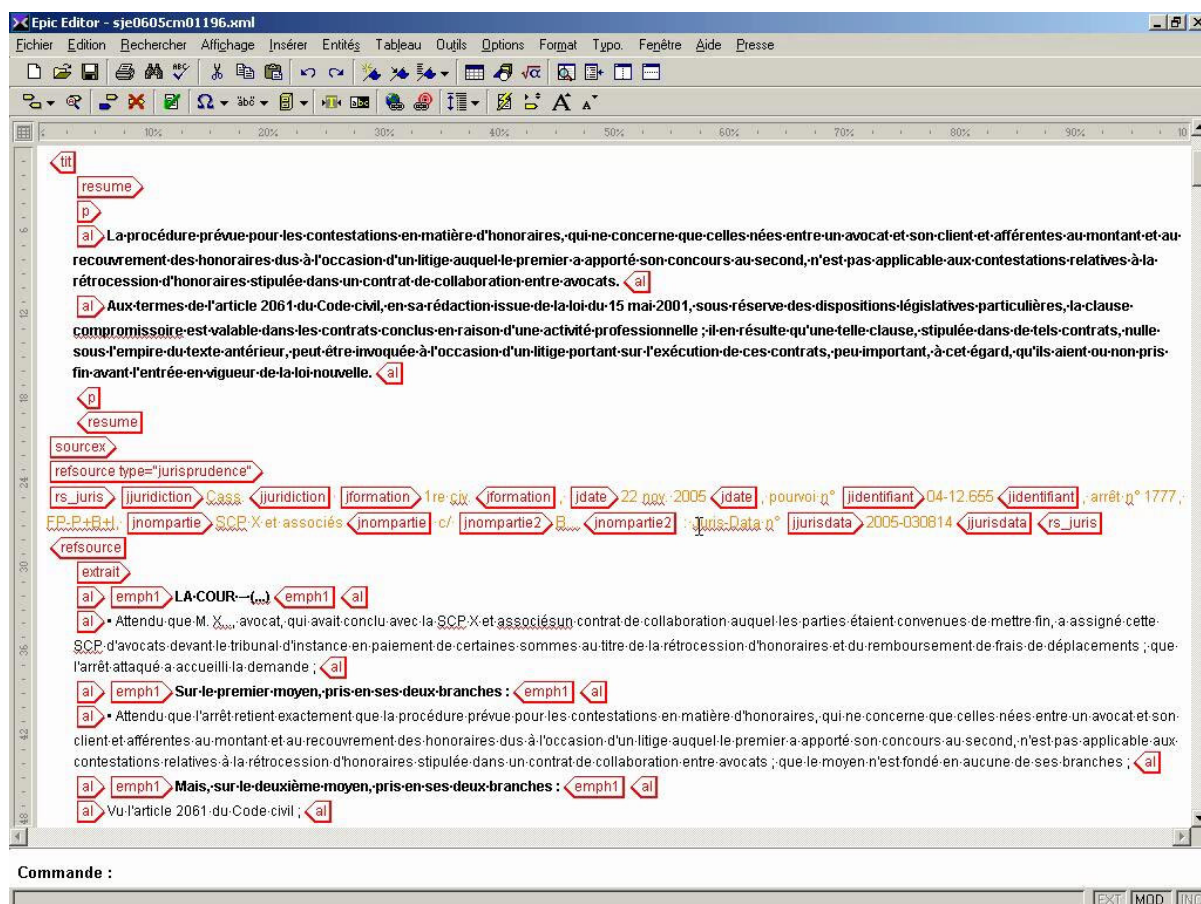 Epic Editor - sje0605cm01196.xml
Fichier Edition Rechercher Affichage Insérer Entités Tableau Outils Options Format Typo. Fenêtre Aide Presse
10% 20% 30% 40% 50% 60% 70% 80% 90% 10
tit
resume
p
al La·procédure·prévue·pour·les·contestations·en·matière·d'honoraires,·qui·ne·concerne·que·celles·nées·entre·un·avocat·et·son·client·et·afférentes·au·montant·et·au·
recouvrement·des·honoraires·dus·à·l'occasion·d'un·litige·auquel·le·premier·a·apporté·son·concours·au·second,·n'est·pas·applicable·aux·contestations·relatives·à·la·
rétrocession·d'honoraires·stipulée·dans·un·contrat·de·collaboration·entre·avocats. al
al Aux·termes·de·l'article 2061·du·Code·civil,·en·sa·rédaction·issue·de·la·loi·du·15 mai·2001,·sous·réserve·des·dispositions·législatives·particulières,·la·clause·
compromissoire·est·valable·dans·les·contrats·conclus·en·raison·d'une·activité·professionnelle ;·il·en·résulte·qu'une·telle·clause,·stipulée·dans·de·tels·contrats,·nulle·
sous·l'empire·du·texte·antérieur,·peut·être·invoquée·à·l'occasion·d'un·litige·portant·sur·l'exécution·de·ces·contrats,·peu·important,·à·cet·égard,·qu'ils·aient·ou·non·pris·
fin·avant·l'entrée·en·vigueur·de·la·loi·nouvelle. al
p
resume
sourcex
refsource type="jurisprudence"
rs_juris jjuridiction Cass. jjuridiction · jformation 1re·civ. jformation ,· jdate 22 nov. 2005 jdate , pourvoi n° jidentifiant 04-12.655 jidentifiant , arrêt n° 1777,·
FP-P+B+I, jnompartie SCP·X·et·associés jnompartie · c/· jnompartie2 B... jnompartie2 :·Juris-Data n° jjurisdata 2005-030814 jjurisdata rs_juris
refsource
extrait
al emph1 LA·COUR·–·(...) emph1 al
al •·Attendu·que·M. X...,·avocat,·qui·avait·conclu·avec·la·SCP·X·et·associésun·contrat·de·collaboration·auquel·les·parties·étaient·convenues·de·mettre·fin,·a·assigné·cette·
SCP·d'avocats·devant·le·tribunal·d'instance·en·paiement·de·certaines·sommes·au·titre·de·la·rétrocession·d'honoraires·et·du·remboursement·de·frais·de·déplacements ;·que·
l'arrêt·attaqué·a·accueilli·la·demande ; al
al emph1 Sur·le·premier·moyen,·pris·en·ses·deux·branches : emph1 al
al •·Attendu·que·l'arrêt·retient·exactement·que·la·procédure·prévue·pour·les·contestations·en·matière·d'honoraires,·qui·ne·concerne·que·celles·nées·entre·un·avocat·et·son·
client·et·afférentes·au·montant·et·au·recouvrement·des·honoraires·dus·à·l'occasion·d'un·litige·auquel·le·premier·a·apporté·son·concours·au·second,·n'est·pas·applicable·aux·
contestations·relatives·à·la·rétrocession·d'honoraires·stipulée·dans·un·contrat·de·collaboration·entre·avocats ;·que·le·moyen·n'est·fondé·en·aucune·de·ses·branches ; al
al emph1 Mais,·sur·le·deuxième·moyen,·pris·en·ses·deux·branches : emph1 al
al Vu·l'article 2061·du·Code·civil ; al
6
12
18
24
30
36
42
48
Commande :
EXT MOD INC